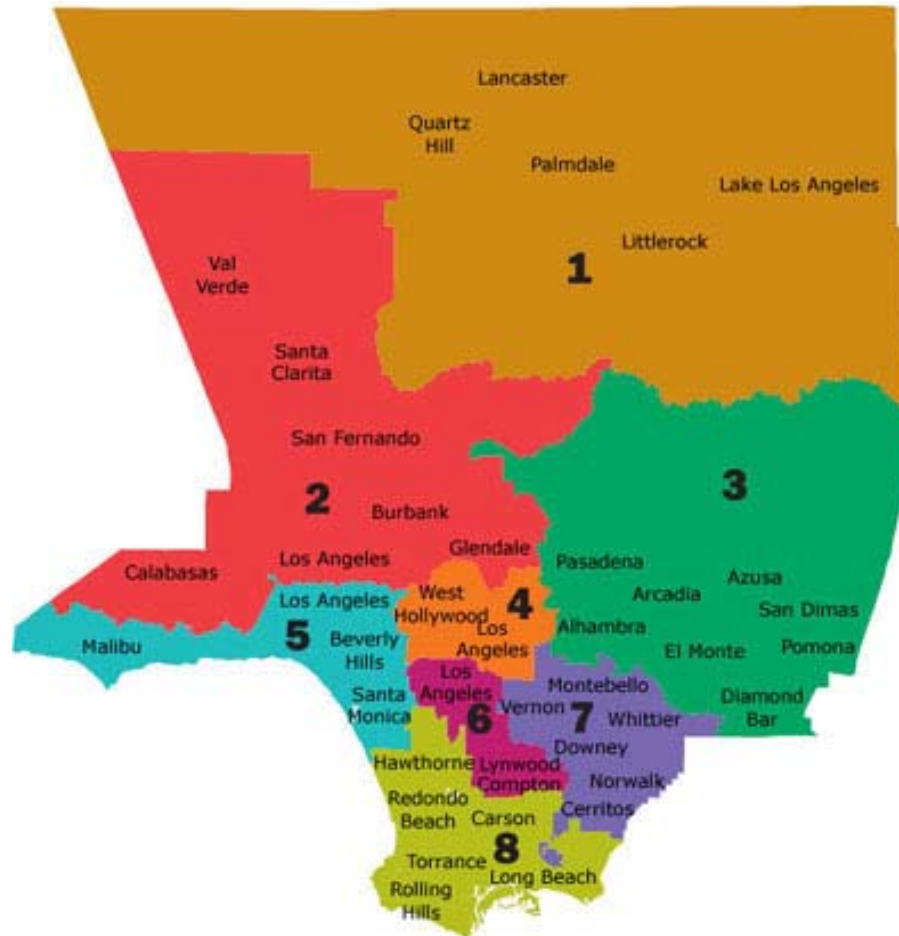 Lancaster
Quartz
Hill
Palmdale
Lake Los Angeles
Littlerock
1
Val
Verde
Santa
Clarita
San Fernando
2
Burbank
Glendale
Los Angeles
Calabasas
3
Pasadena
Azusa
Arcadia
San Dimas
Alhambra
El Monte
Pomona
Diamond
Bar
West
Hollywood
4
Los
Angeles
Los Angeles
5
Beverly
Hills
Malibu
Santa
Monica
Los
Angeles
6
Lynwood
Compton
Montebello
Vernon
7
Whittier
Downey
Norwalk
Cerritos
Hawthorne
Redondo
Beach
Carson
8
Torrance
Long Beach
Rolling
Hills